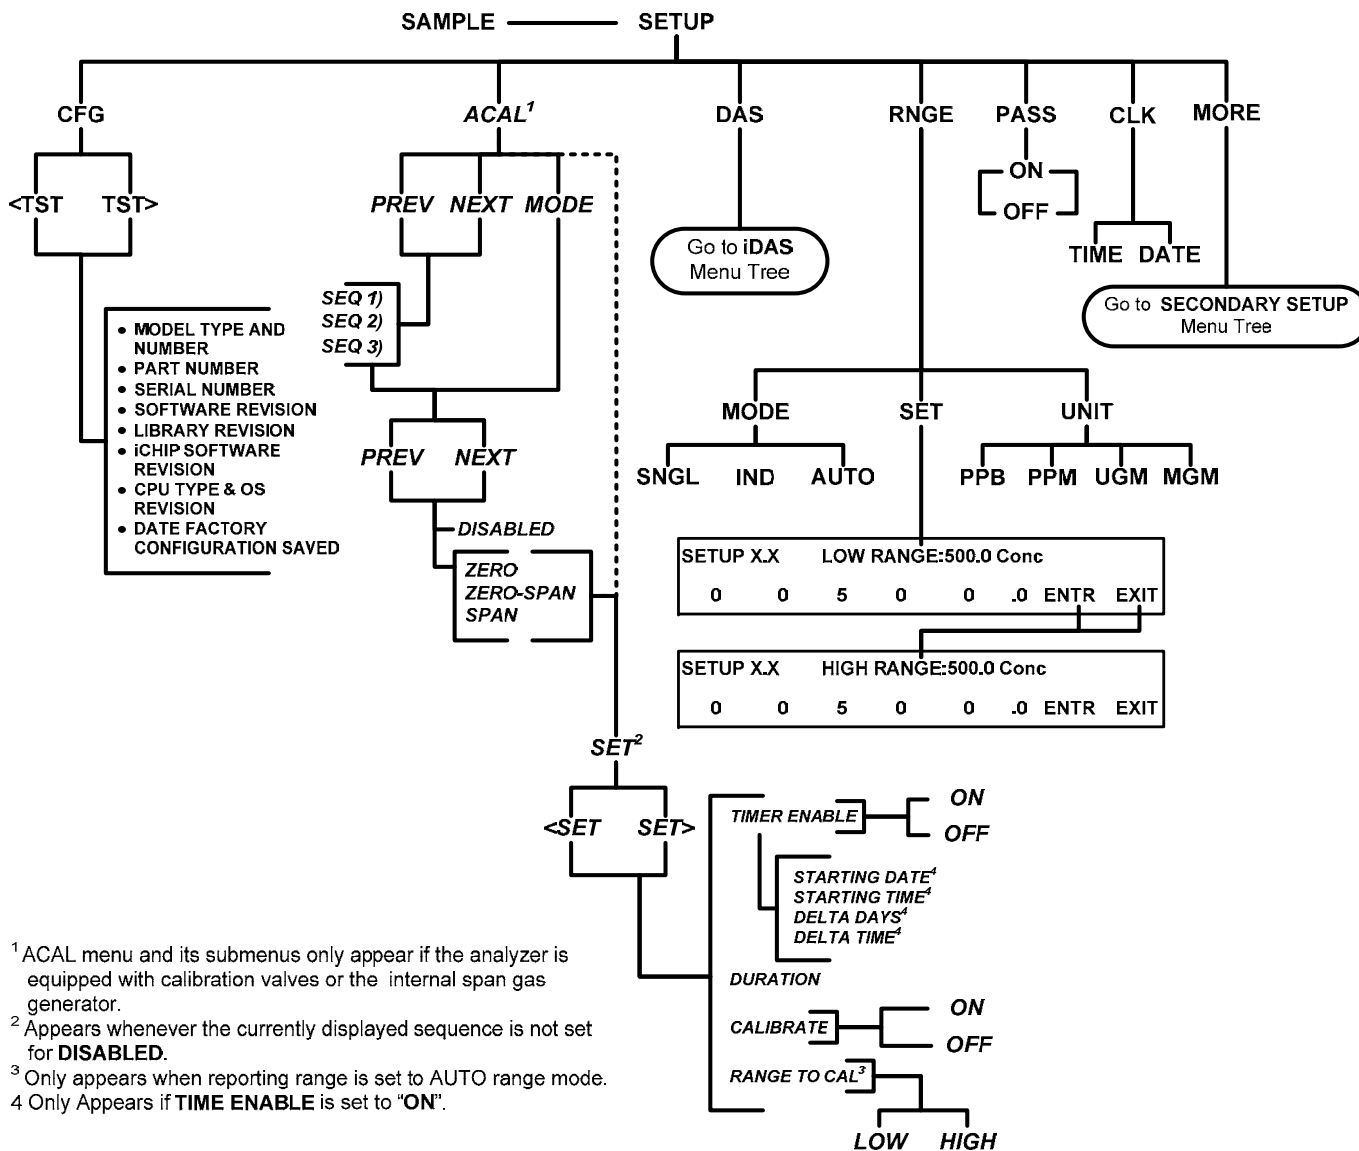 SAMPLE SETUP
CFG ACAL1 DAS RNGE PASS CLK MORE
<TST TST>
PREV NEXT MODE
ON
OFF
TIME DATE
Go to iDAS
Menu Tree
Go to SECONDARY SETUP
Menu Tree
SEQ 1)
SEQ 2)
SEQ 3)
• MODEL TYPE AND
NUMBER
• PART NUMBER
• SERIAL NUMBER
• SOFTWARE REVISION
• LIBRARY REVISION
• iCHIP SOFTWARE
REVISION
• CPU TYPE & OS
REVISION
• DATE FACTORY
CONFIGURATION SAVED
PREV NEXT
DISABLED
ZERO
ZERO-SPAN
SPAN
MODE SET UNIT
SNGL IND AUTO
PPB PPM UGM MGM
SETUP X.X LOW RANGE:500.0 Conc
0 0 5 0 0 .0 ENTR EXIT
SETUP X.X HIGH RANGE:500.0 Conc
0 0 5 0 0 .0 ENTR EXIT
SET2
<SET SET>
TIMER ENABLE
ON
OFF
STARTING DATE4
STARTING TIME4
DELTA DAYS4
DELTA TIME4
DURATION
CALIBRATE
ON
OFF
RANGE TO CAL3
LOW HIGH
1 ACAL menu and its submenus only appear if the analyzer is
equipped with calibration valves or the internal span gas
generator.
2 Appears whenever the currently displayed sequence is not set
for DISABLED.
3 Only appears when reporting range is set to AUTO range mode.
4 Only Appears if TIME ENABLE is set to “ON”.